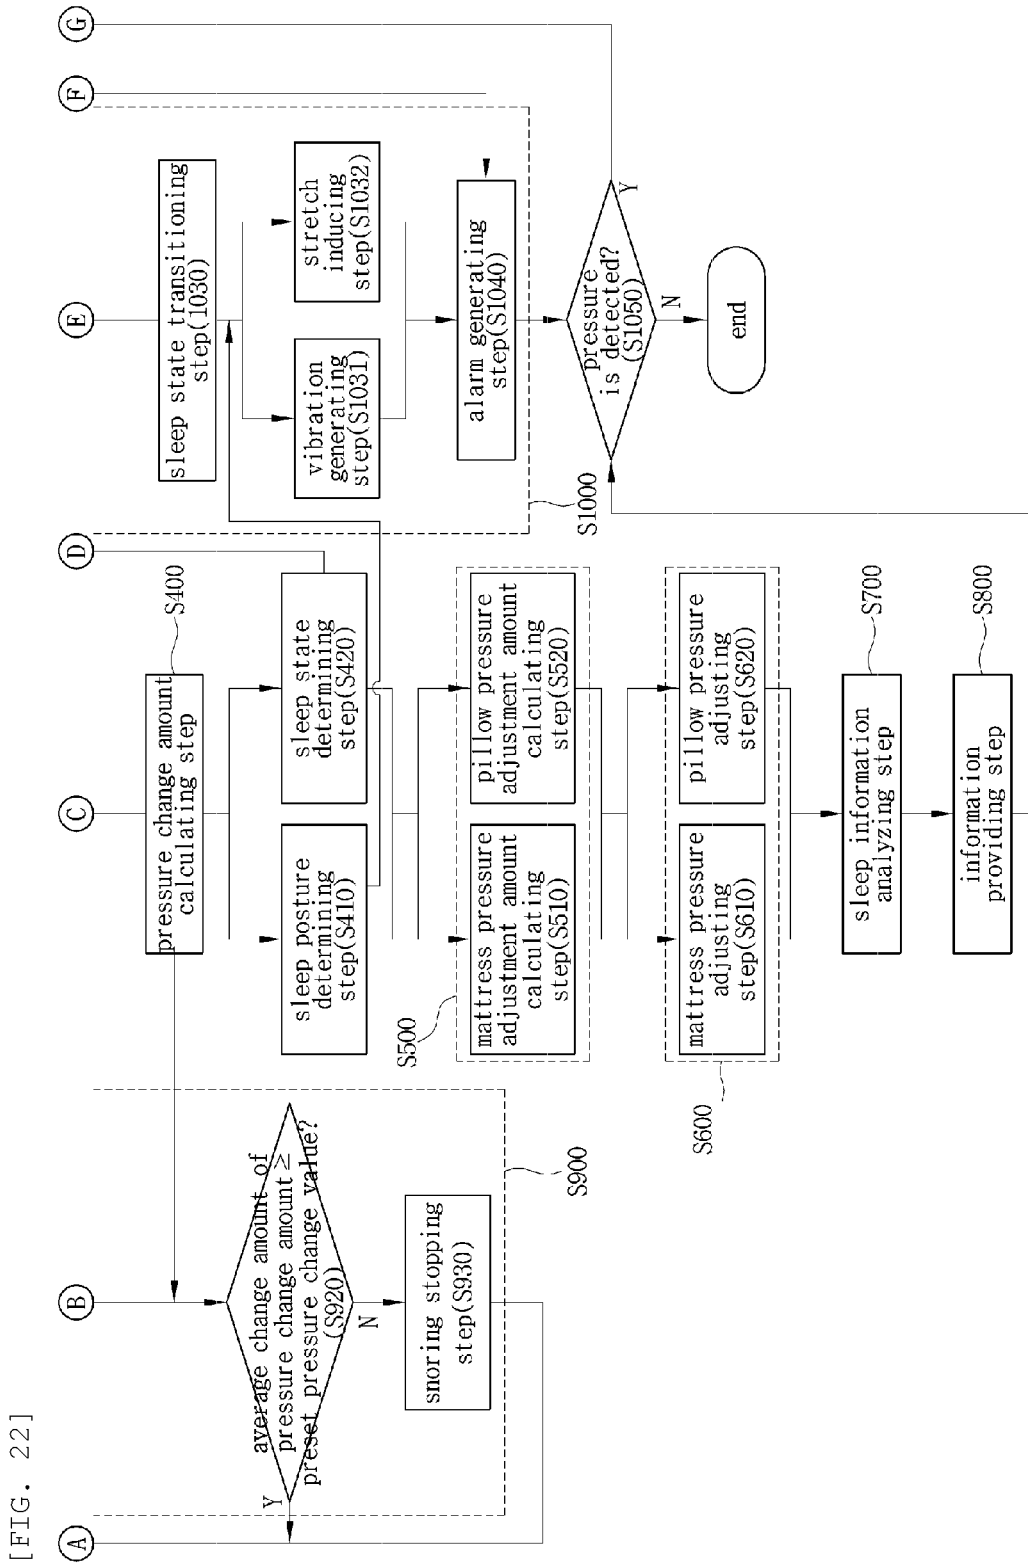 [FIG. 22]
A
B
C
D
E
F
G
average change amount of
pressure change amount ≥
preset pressure change value?
(S920)
Y
N
snoring stopping
step(S930)
S900
pressure change amount
calculating step
S400
sleep posture
determining
step(S410)
sleep state
determining
step(S420)
mattress pressure
adjustment amount
calculating
step(S510)
pillow pressure
adjustment amount
calculating
step(S520)
S500
mattress pressure
adjusting
step(S610)
pillow pressure
adjusting
step(S620)
S600
sleep information
analyzing step
S700
information
providing step
S800
sleep state transitioning
step(1030)
vibration
generating
step(S1031)
stretch
inducing
step(S1032)
alarm generating
step(S1040)
S1000
pressure
is detected?
(S1050)
Y
N
end